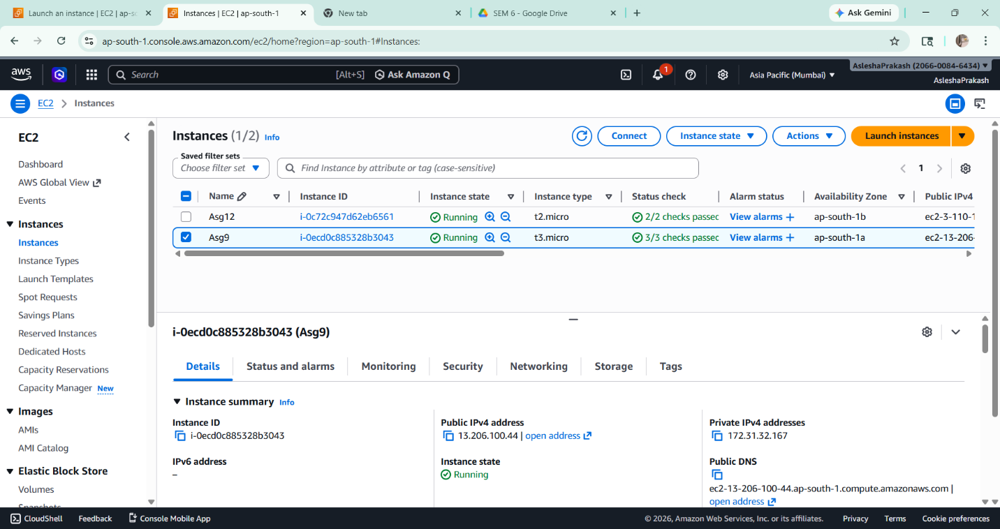 Launch an instance | EC2 | ap-sc
Instances | EC2 | ap-south-1
New tab
SEM 6 - Google Drive
Ask Gemini
ap-south-1.console.aws.amazon.com/ec2/home?region=ap-south-1#Instances:
aws
Search
[Alt+S]
Ask Amazon Q
1
Asia Pacific (Mumbai)
AsleshaPrakash (2066-0084-6434)
AsleshaPrakash
EC2
Instances
EC2
Dashboard
AWS Global View
Events
Instances
Instances
Instance Types
Launch Templates
Spot Requests
Savings Plans
Reserved Instances
Dedicated Hosts
Capacity Reservations
Capacity Manager New
Images
AMIs
AMI Catalog
Elastic Block Store
Volumes
Snapshots
Instances (1/2) Info
Connect
Instance state
Actions
Launch instances
Saved filter sets
Choose filter set
Find Instance by attribute or tag (case-sensitive)
1
Name Instance ID Instance state Instance type Status check Alarm status Availability Zone Public IPv4
Asg12 i-0c72c947d62eb6561 Running t2.micro 2/2 checks passec View alarms + ap-south-1b ec2-3-110-1
Asg9 i-0ecd0c885328b3043 Running t3.micro 3/3 checks passec View alarms + ap-south-1a ec2-13-206-
i-0ecd0c885328b3043 (Asg9)
Details
Status and alarms
Monitoring
Security
Networking
Storage
Tags
Instance summary Info
Instance ID
i-0ecd0c885328b3043
Public IPv4 address
13.206.100.44 | open address
Private IPv4 addresses
172.31.32.167
IPv6 address
–
Instance state
Running
Public DNS
ec2-13-206-100-44.ap-south-1.compute.amazonaws.com |
open address
CloudShell
Feedback
Console Mobile App
© 2026, Amazon Web Services, Inc. or its affiliates.
Privacy
Terms
Cookie preferences